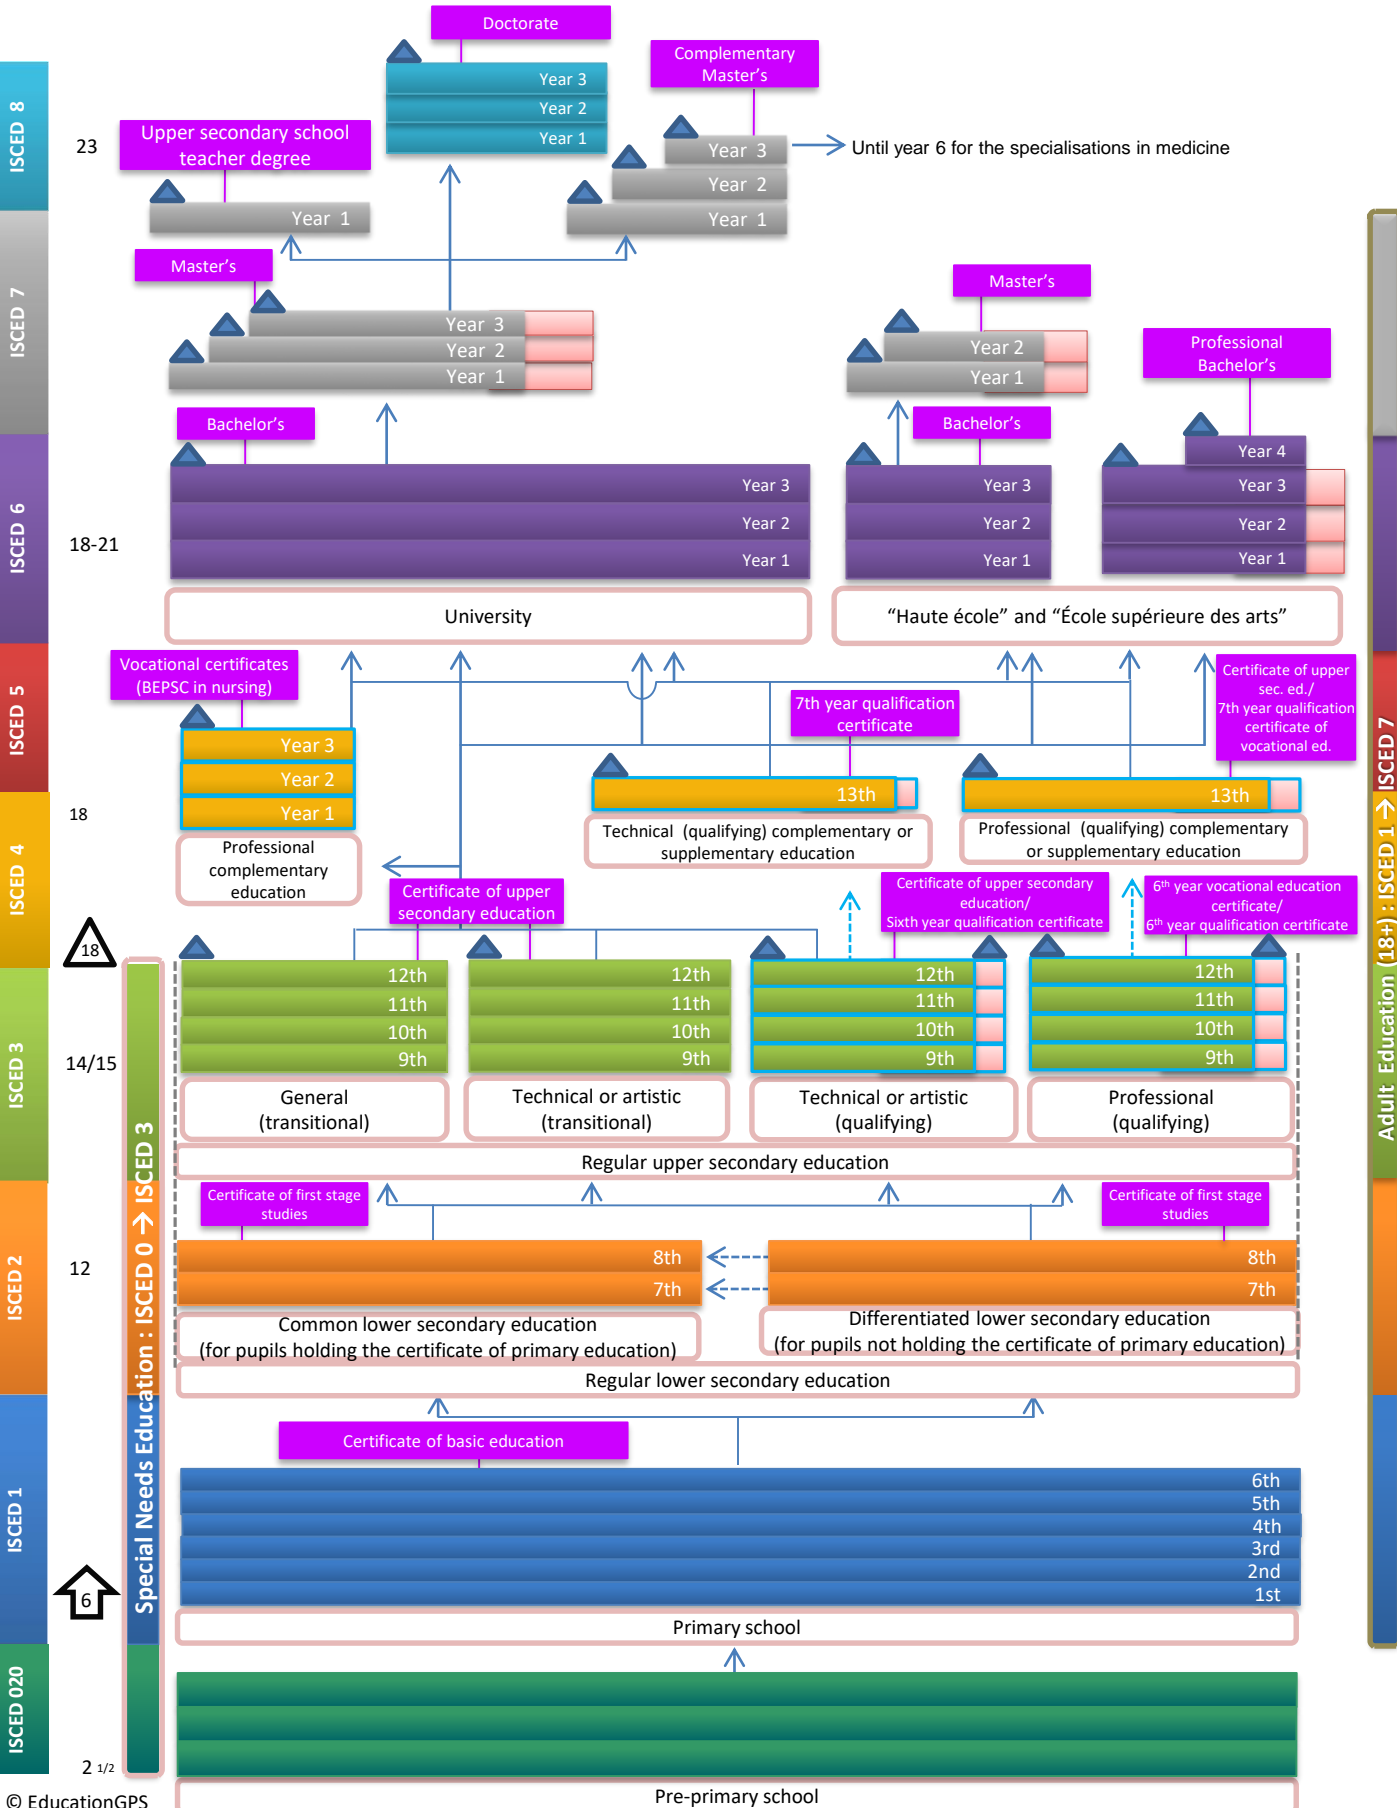 Doctorate
Complementary
Master's
Year 3
Year 2
Year 1
ISCED 8
23
Upper secondary school
teacher degree
Year 3
Until year 6 for the specialisations in medicine
Year 2
Year 1
Year 1
Master's
Master's
ISCED 7
Year 3
Year 2
Year 1
Year 2
Year 1
Professional
Bachelor's
Bachelor's
Bachelor's
Year 4
ISCED 6
18-21
Year 3
Year 2
Year 1
Year 3
Year 2
Year 1
Year 3
Year 2
Year 1
University
“Haute école” and “École supérieure des arts”
ISCED 5
Vocational certificates
(BEPSC in nursing)
7th year qualification
certificate
Certificate of upper
sec. ed./
7th year qualification
certificate of
vocational ed.
Year 3
Year 2
Year 1
13th
13th
ISCED 4
18
Professional
complementary
education
Technical (qualifying) complementary or
supplementary education
Professional (qualifying) complementary
or supplementary education
Certificate of upper
secondary education
Certificate of upper secondary
education/
Sixth year qualification certificate
6th year vocational education
certificate/
6th year qualification certificate
18
ISCED 3
14/15
12th
11th
10th
9th
12th
11th
10th
9th
12th
11th
10th
9th
12th
11th
10th
9th
General
(transitional)
Technical or artistic
(transitional)
Technical or artistic
(qualifying)
Professional
(qualifying)
Regular upper secondary education
Certificate of first stage
studies
Certificate of first stage
studies
ISCED 2
12
8th
7th
8th
7th
Common lower secondary education
(for pupils holding the certificate of primary education)
Differentiated lower secondary education
(for pupils not holding the certificate of primary education)
Regular lower secondary education
Certificate of basic education
ISCED 1
6
6th
5th
4th
3rd
2nd
1st
Primary school
Special Needs Education : ISCED 0 → ISCED 3
Adult Education (18+) : ISCED 1 → ISCED 7
ISCED 020
2 1/2
Pre-primary school
© EducationGPS